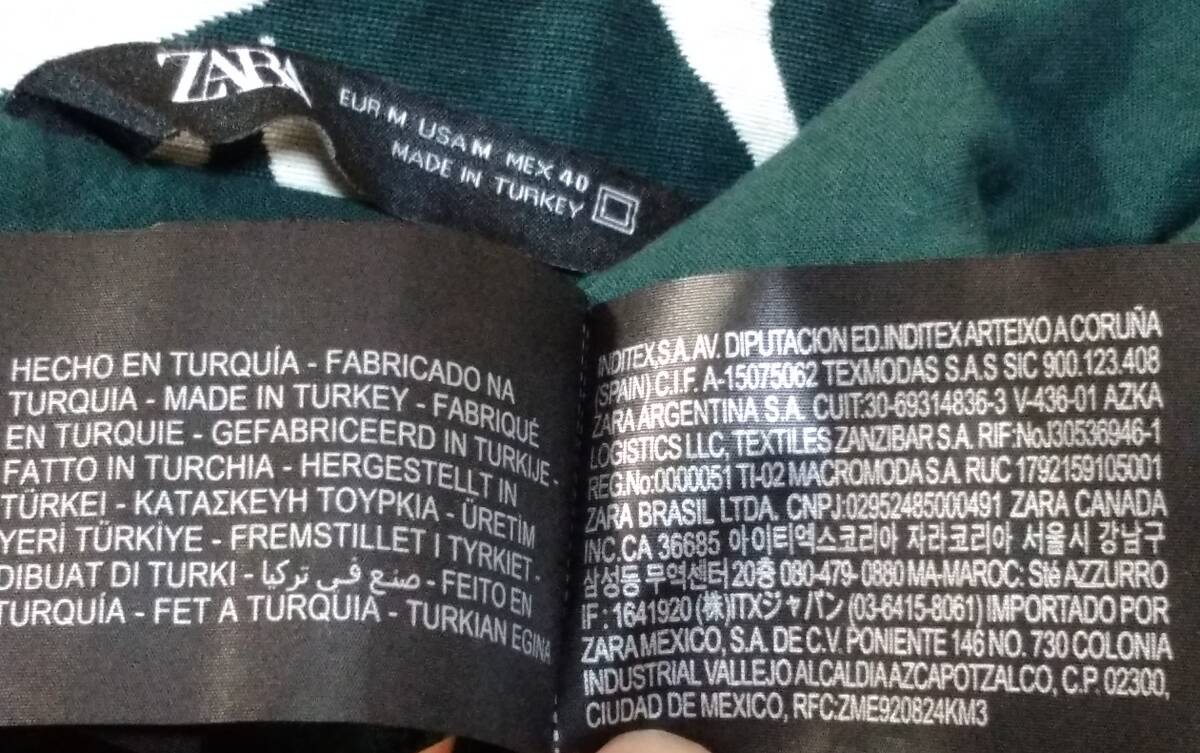 ZARA
EUR M USA M MEX 40
MADE IN TURKEY
HECHO EN TURQUÍA - FABRICADO NA
TURQUIA - MADE IN TURKEY - FABRIQUÉ
EN TURQUIE - GEFABRICEERD IN TURKIJE -
FATTO IN TURCHIA - HERGESTELLT IN
TÜRKEI - ΚΑΤΑΣΚΕΥΗ ΤΟΥΡΚΙΑ - ÜRETİM
YERİ TÜRKİYE - FREMSTILLET I TYRKIET -
DIBUAT DI TURKI - صنع في تركيا - FEITO EN
TURQUÍA - FET A TURQUIA - TURKIAN EGINA
INDITEX,S.A. AV. DIPUTACION ED.INDITEX ARTEIXO A CORUÑA
(SPAIN) C.I.F. A-15075062 TEXMODAS S.A.S SIC 900.123.408
ZARA ARGENTINA S.A. CUIT:30-69314836-3 V-436-01 AZKA
LOGISTICS LLC, TEXTILES ZANZIBAR S.A. RIF:NoJ30536946-1
REG.No:0000051 TI-02 MACROMODA S.A. RUC 1792159105001
ZARA BRASIL LTDA. CNPJ:02952485000491 ZARA CANADA
INC.CA 36685 아이티엑스코리아 자라코리아 서울시 강남구
삼성동 무역센터 20층 080-479-0880 MA-MAROC: Sté AZZURRO
IF : 1641920 (株)ITXジャパン (03-6415-8061) IMPORTADO POR
ZARA MEXICO, S.A. DE C.V. PONIENTE 146 NO. 730 COLONIA
INDUSTRIAL VALLEJO ALCALDIA AZCAPOTZALCO, C.P. 02300,
CIUDAD DE MEXICO, RFC:ZME920824KM3